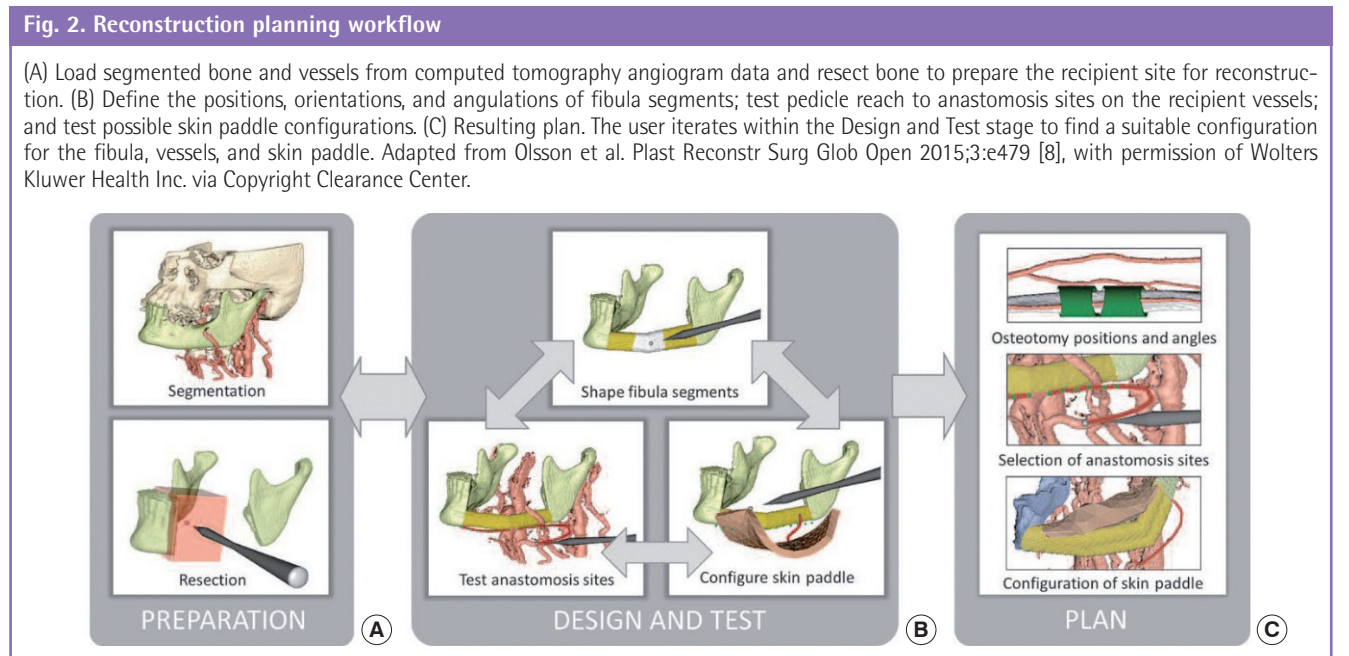 Fig. 2. Reconstruction planning workflow
(A) Load segmented bone and vessels from computed tomography angiogram data and resect bone to prepare the recipient site for reconstruc-
tion. (B) Define the positions, orientations, and angulations of fibula segments; test pedicle reach to anastomosis sites on the recipient vessels;
and test possible skin paddle configurations. (C) Resulting plan. The user iterates within the Design and Test stage to find a suitable configuration
for the fibula, vessels, and skin paddle. Adapted from Olsson et al. Plast Reconstr Surg Glob Open 2015;3:e479 [8], with permission of Wolters
Kluwer Health Inc. via Copyright Clearance Center.
Segmentation
Resection
PREPARATION
A
Shape fibula segments
Test anastomosis sites
Configure skin paddle
DESIGN AND TEST
B
Osteotomy positions and angles
Selection of anastomosis sites
Configuration of skin paddle
PLAN
C